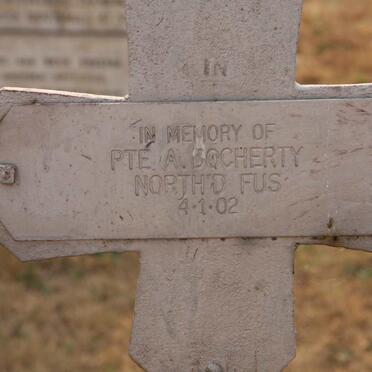 IN
IN MEMORY OF
PTE. A. DOCHERTY
NORTH'D FUS
4·1·02